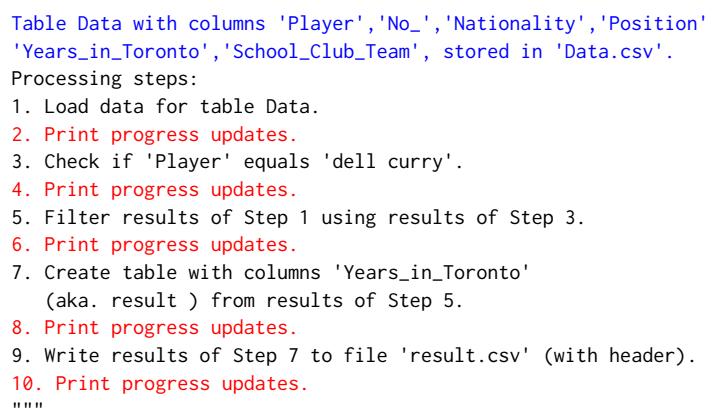 Table Data with columns 'Player','No_','Nationality','Position'
'Years_in_Toronto','School_Club_Team', stored in 'Data.csv'.
Processing steps:
1. Load data for table Data.
2. Print progress updates.
3. Check if 'Player' equals 'dell curry'.
4. Print progress updates.
5. Filter results of Step 1 using results of Step 3.
6. Print progress updates.
7. Create table with columns 'Years_in_Toronto'
(aka. result ) from results of Step 5.
8. Print progress updates.
9. Write results of Step 7 to file 'result.csv' (with header).
10. Print progress updates.
"""